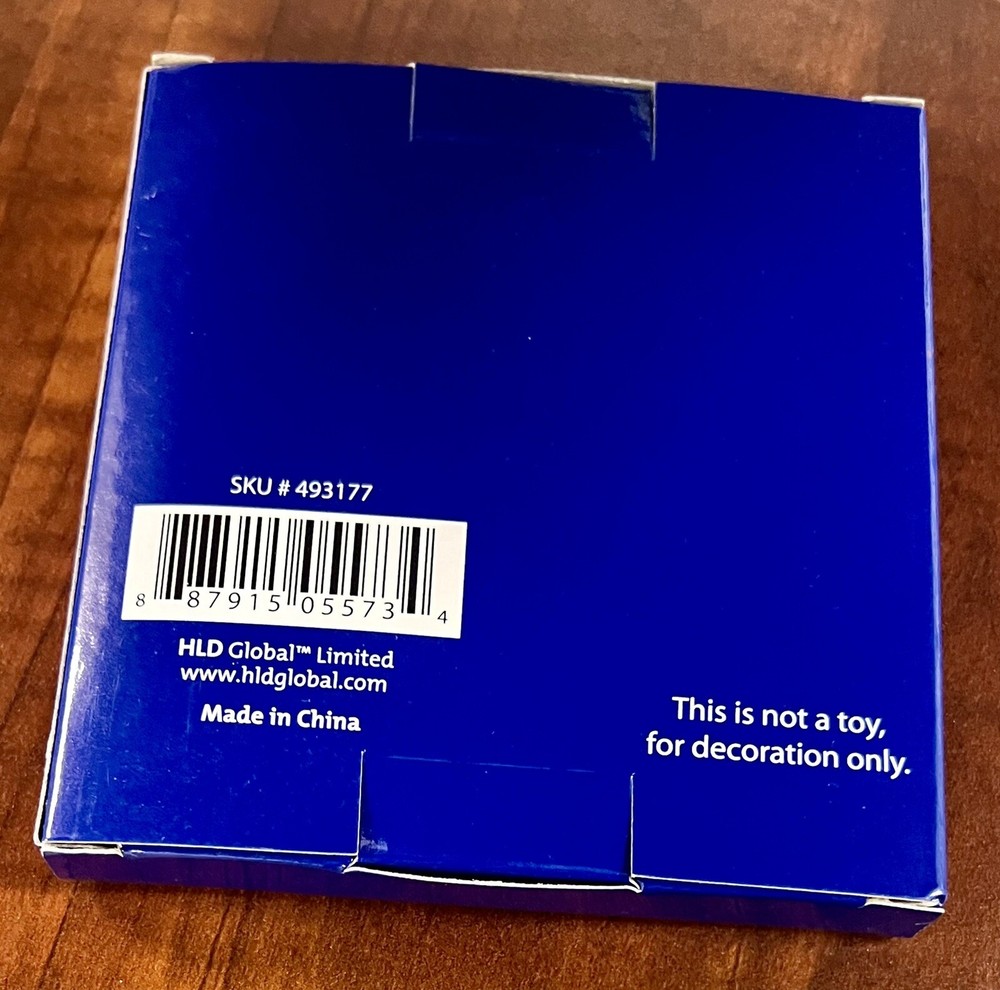 SKU # 493177
8 87915 05573 4
HLD Global™ Limited
www.hldglobal.com
Made in China
This is not a toy,
for decoration only.